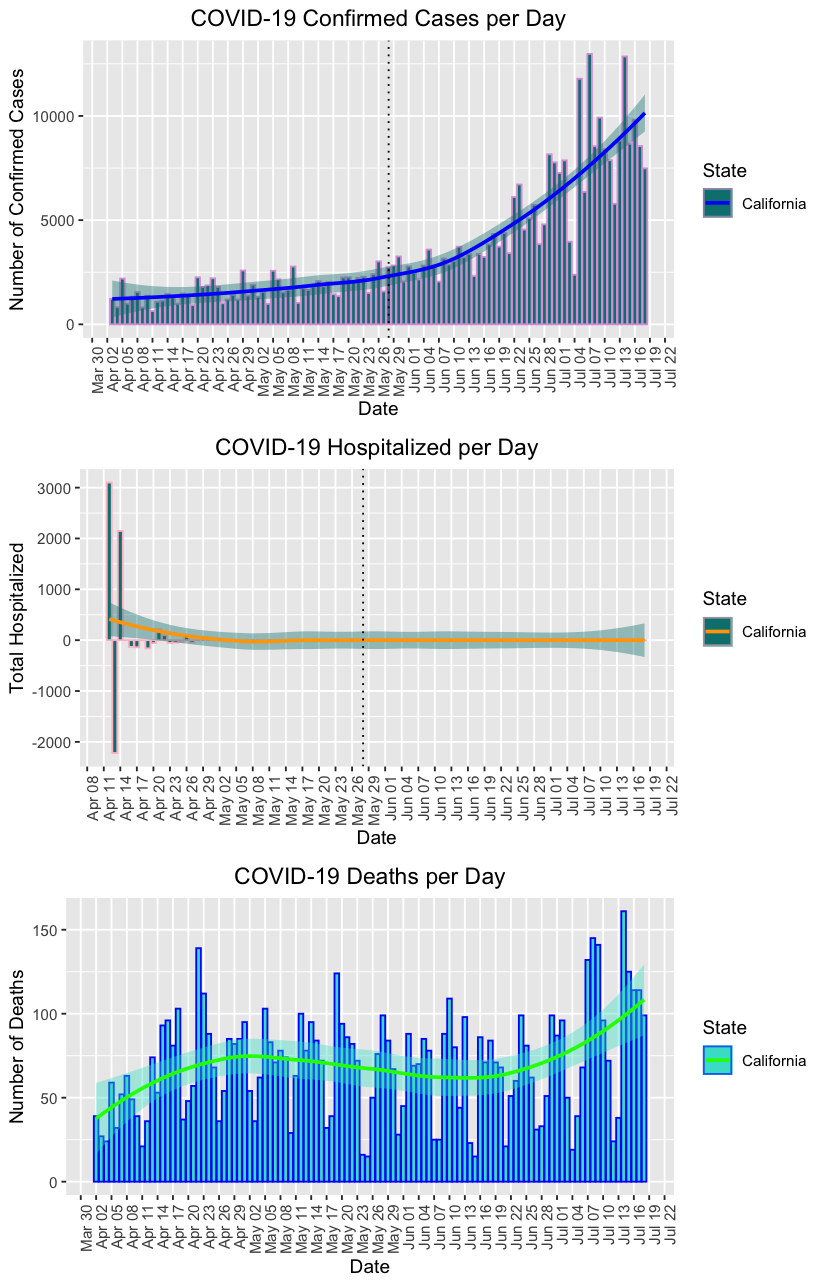 COVID-19 Confirmed Cases per Day
Number of Confirmed Cases
10000
5000
0
Mar 30
Apr 02
Apr 05
Apr 08
Apr 11
Apr 14
Apr 17
Apr 20
Apr 23
Apr 26
Apr 29
May 02
May 05
May 08
May 11
May 14
May 17
May 20
May 23
May 26
May 29
Jun 01
Jun 04
Jun 07
Jun 10
Jun 13
Jun 16
Jun 19
Jun 22
Jun 25
Jun 28
Jul 01
Jul 04
Jul 07
Jul 10
Jul 13
Jul 16
Jul 19
Jul 22
Date
State
California
COVID-19 Hospitalized per Day
Total Hospitalized
3000
2000
1000
0
-1000
-2000
Apr 08
Apr 11
Apr 14
Apr 17
Apr 20
Apr 23
Apr 26
Apr 29
May 02
May 05
May 08
May 11
May 14
May 17
May 20
May 23
May 26
May 29
Jun 01
Jun 04
Jun 07
Jun 10
Jun 13
Jun 16
Jun 19
Jun 22
Jun 25
Jun 28
Jul 01
Jul 04
Jul 07
Jul 10
Jul 13
Jul 16
Jul 19
Jul 22
Date
State
California
COVID-19 Deaths per Day
Number of Deaths
150
100
50
0
Mar 30
Apr 02
Apr 05
Apr 08
Apr 11
Apr 14
Apr 17
Apr 20
Apr 23
Apr 26
Apr 29
May 02
May 05
May 08
May 11
May 14
May 17
May 20
May 23
May 26
May 29
Jun 01
Jun 04
Jun 07
Jun 10
Jun 13
Jun 16
Jun 19
Jun 22
Jun 25
Jun 28
Jul 01
Jul 04
Jul 07
Jul 10
Jul 13
Jul 16
Jul 19
Jul 22
Date
State
California